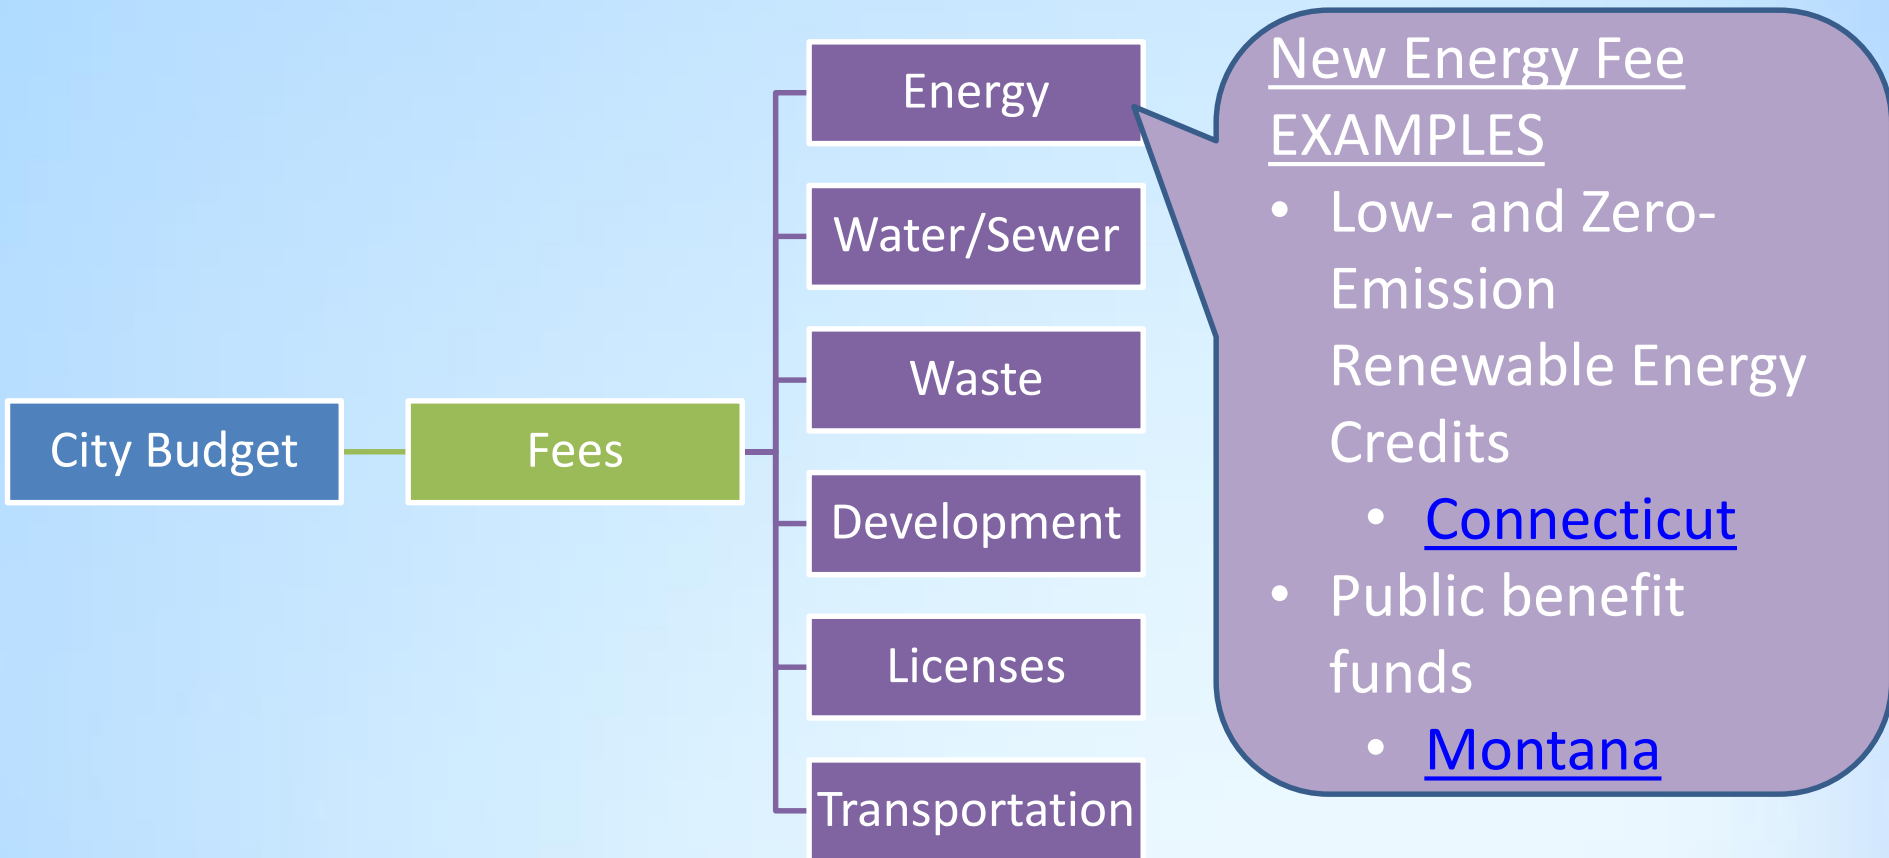 City Budget
Fees
Energy
Water/Sewer
Waste
Development
Licenses
Transportation
New Energy Fee
EXAMPLES
• Low- and Zero-
Emission
Renewable Energy
Credits
• Connecticut
• Public benefit
funds
• Montana